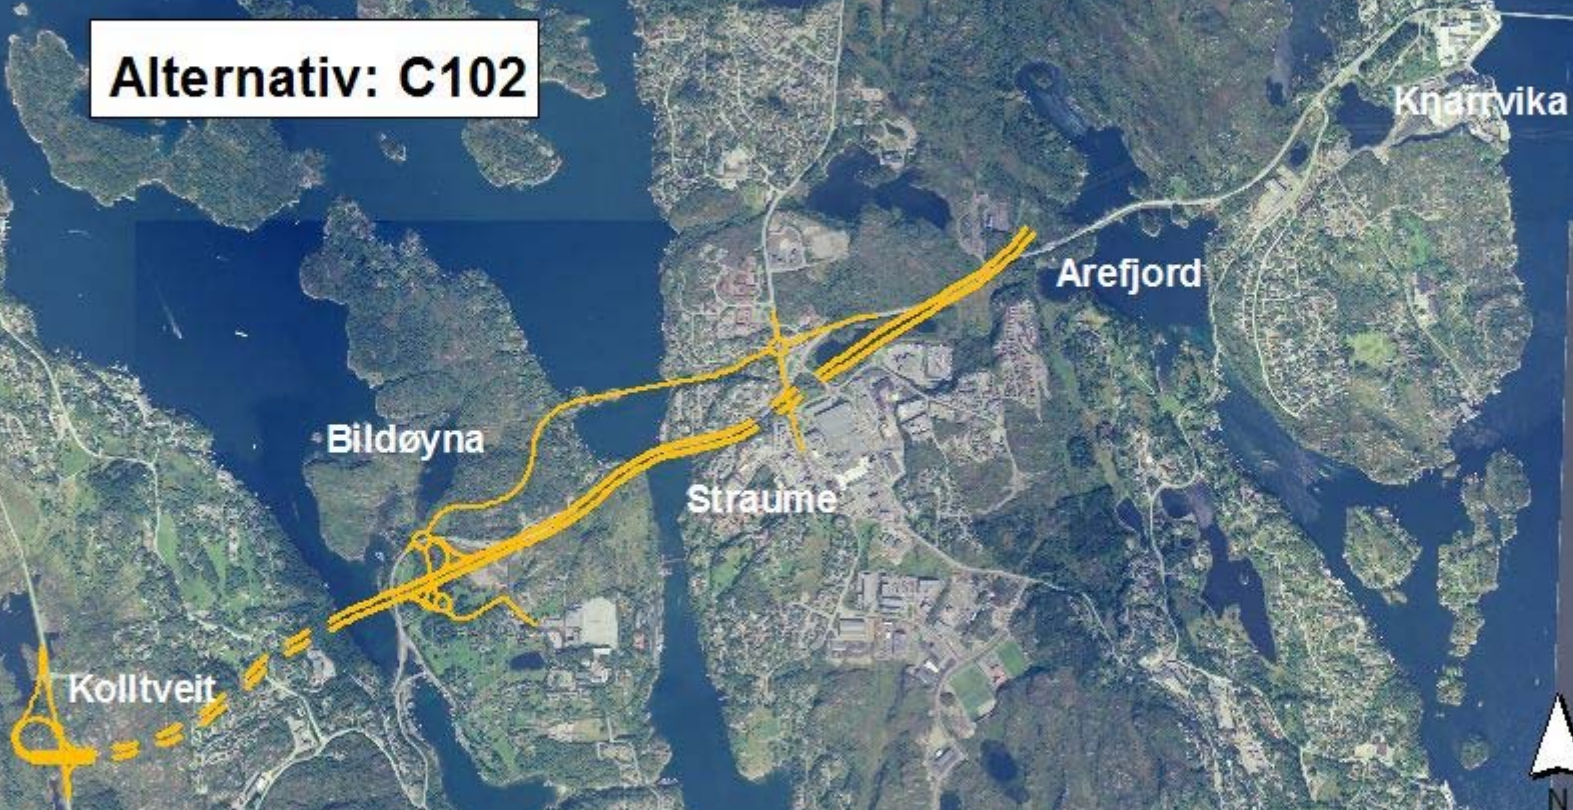 Alternativ: C102
Knarrvika
Arefjord
Bildøyna
Straume
Kolltveit
N